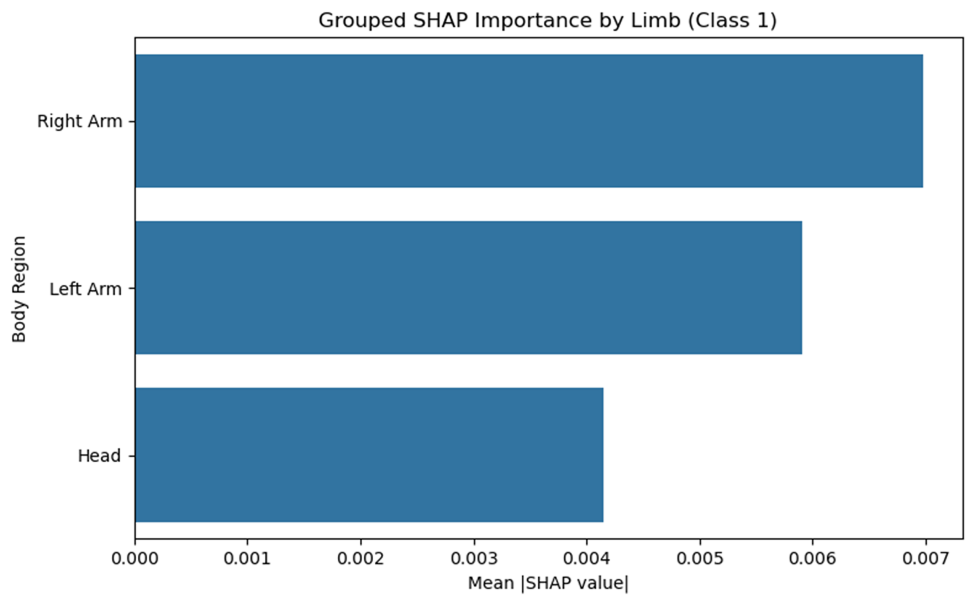 Grouped SHAP Importance by Limb (Class 1)
Right Arm
Left Arm
Head
Body Region
0.000 0.001 0.002 0.003 0.004 0.005 0.006 0.007
Mean |SHAP value|